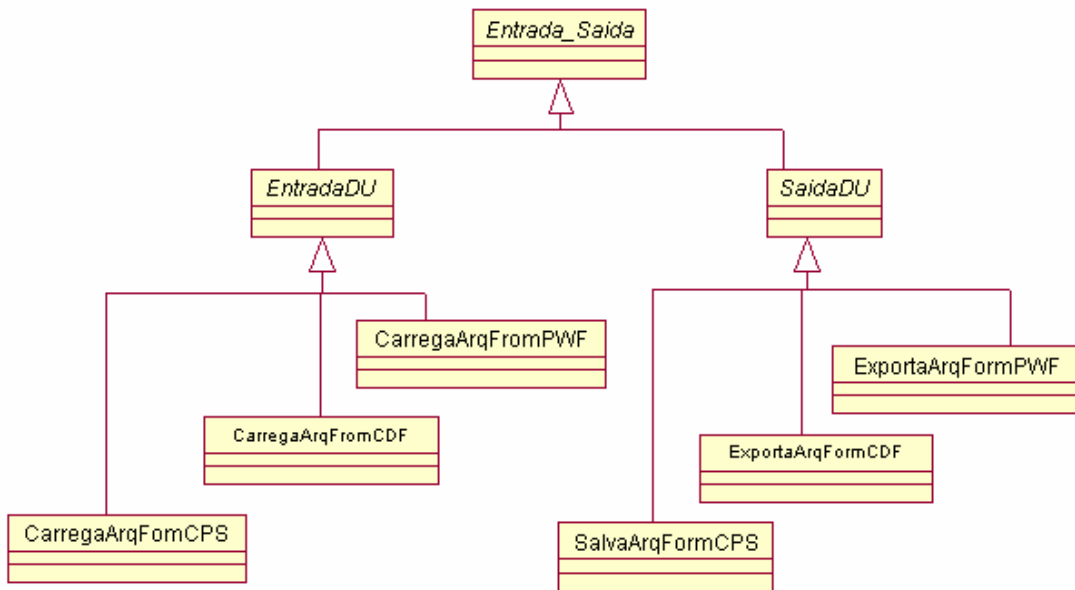 Entrada_Saida
EntradaDU
SaidaDU
CarregaArqFromPWF
ExportaArqFormPWF
CarregaArqFromCDF
ExportaArqFormCDF
CarregaArqFomCPS
SalvaArqFormCPS